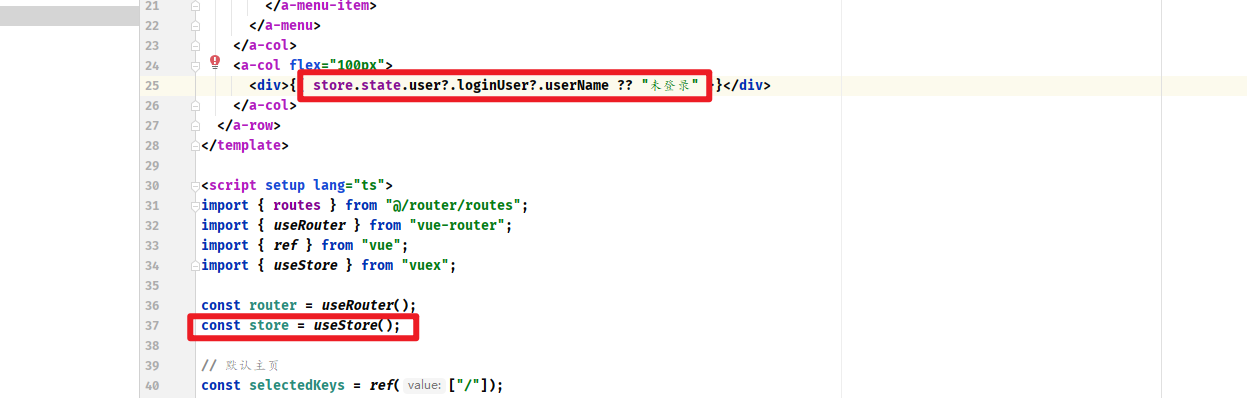 21 </a-menu-item>
22 </a-menu>
23 </a-col>
24 <a-col flex="100px">
25 <div>{ store.state.user?.loginUser?.userName ?? "未登录" }</div>
26 </a-col>
27 </a-row>
28 </template>
29
30 <script setup lang="ts">
31 import { routes } from "@/router/routes";
32 import { useRouter } from "vue-router";
33 import { ref } from "vue";
34 import { useStore } from "vuex";
35
36 const router = useRouter();
37 const store = useStore();
38
39 // 默认主页
40 const selectedKeys = ref( value: ["/"]);